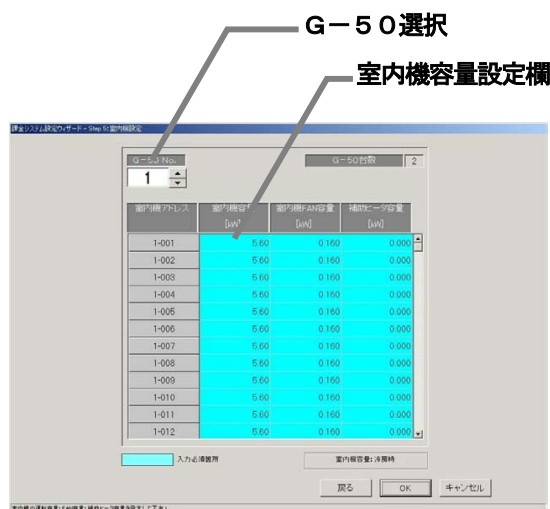 G－５０選択
室内機容量設定欄
課金システム設定ウィザード - Step 5:室内機設定
G－50 No.
G－50台数 2
1
室内機アドレス 室内機容量 [kW] 室内機FAN容量 [kW] 補助ヒータ容量 [kW]
1-001 5.60 0.160 0.000
1-002 5.60 0.160 0.000
1-003 5.60 0.160 0.000
1-004 5.60 0.160 0.000
1-005 5.60 0.160 0.000
1-006 5.60 0.160 0.000
1-007 5.60 0.160 0.000
1-008 5.60 0.160 0.000
1-009 5.60 0.160 0.000
1-010 5.60 0.160 0.000
1-011 5.60 0.160 0.000
1-012 5.60 0.160 0.000
入力必須箇所
室内機容量:冷房時
戻る OK キャンセル